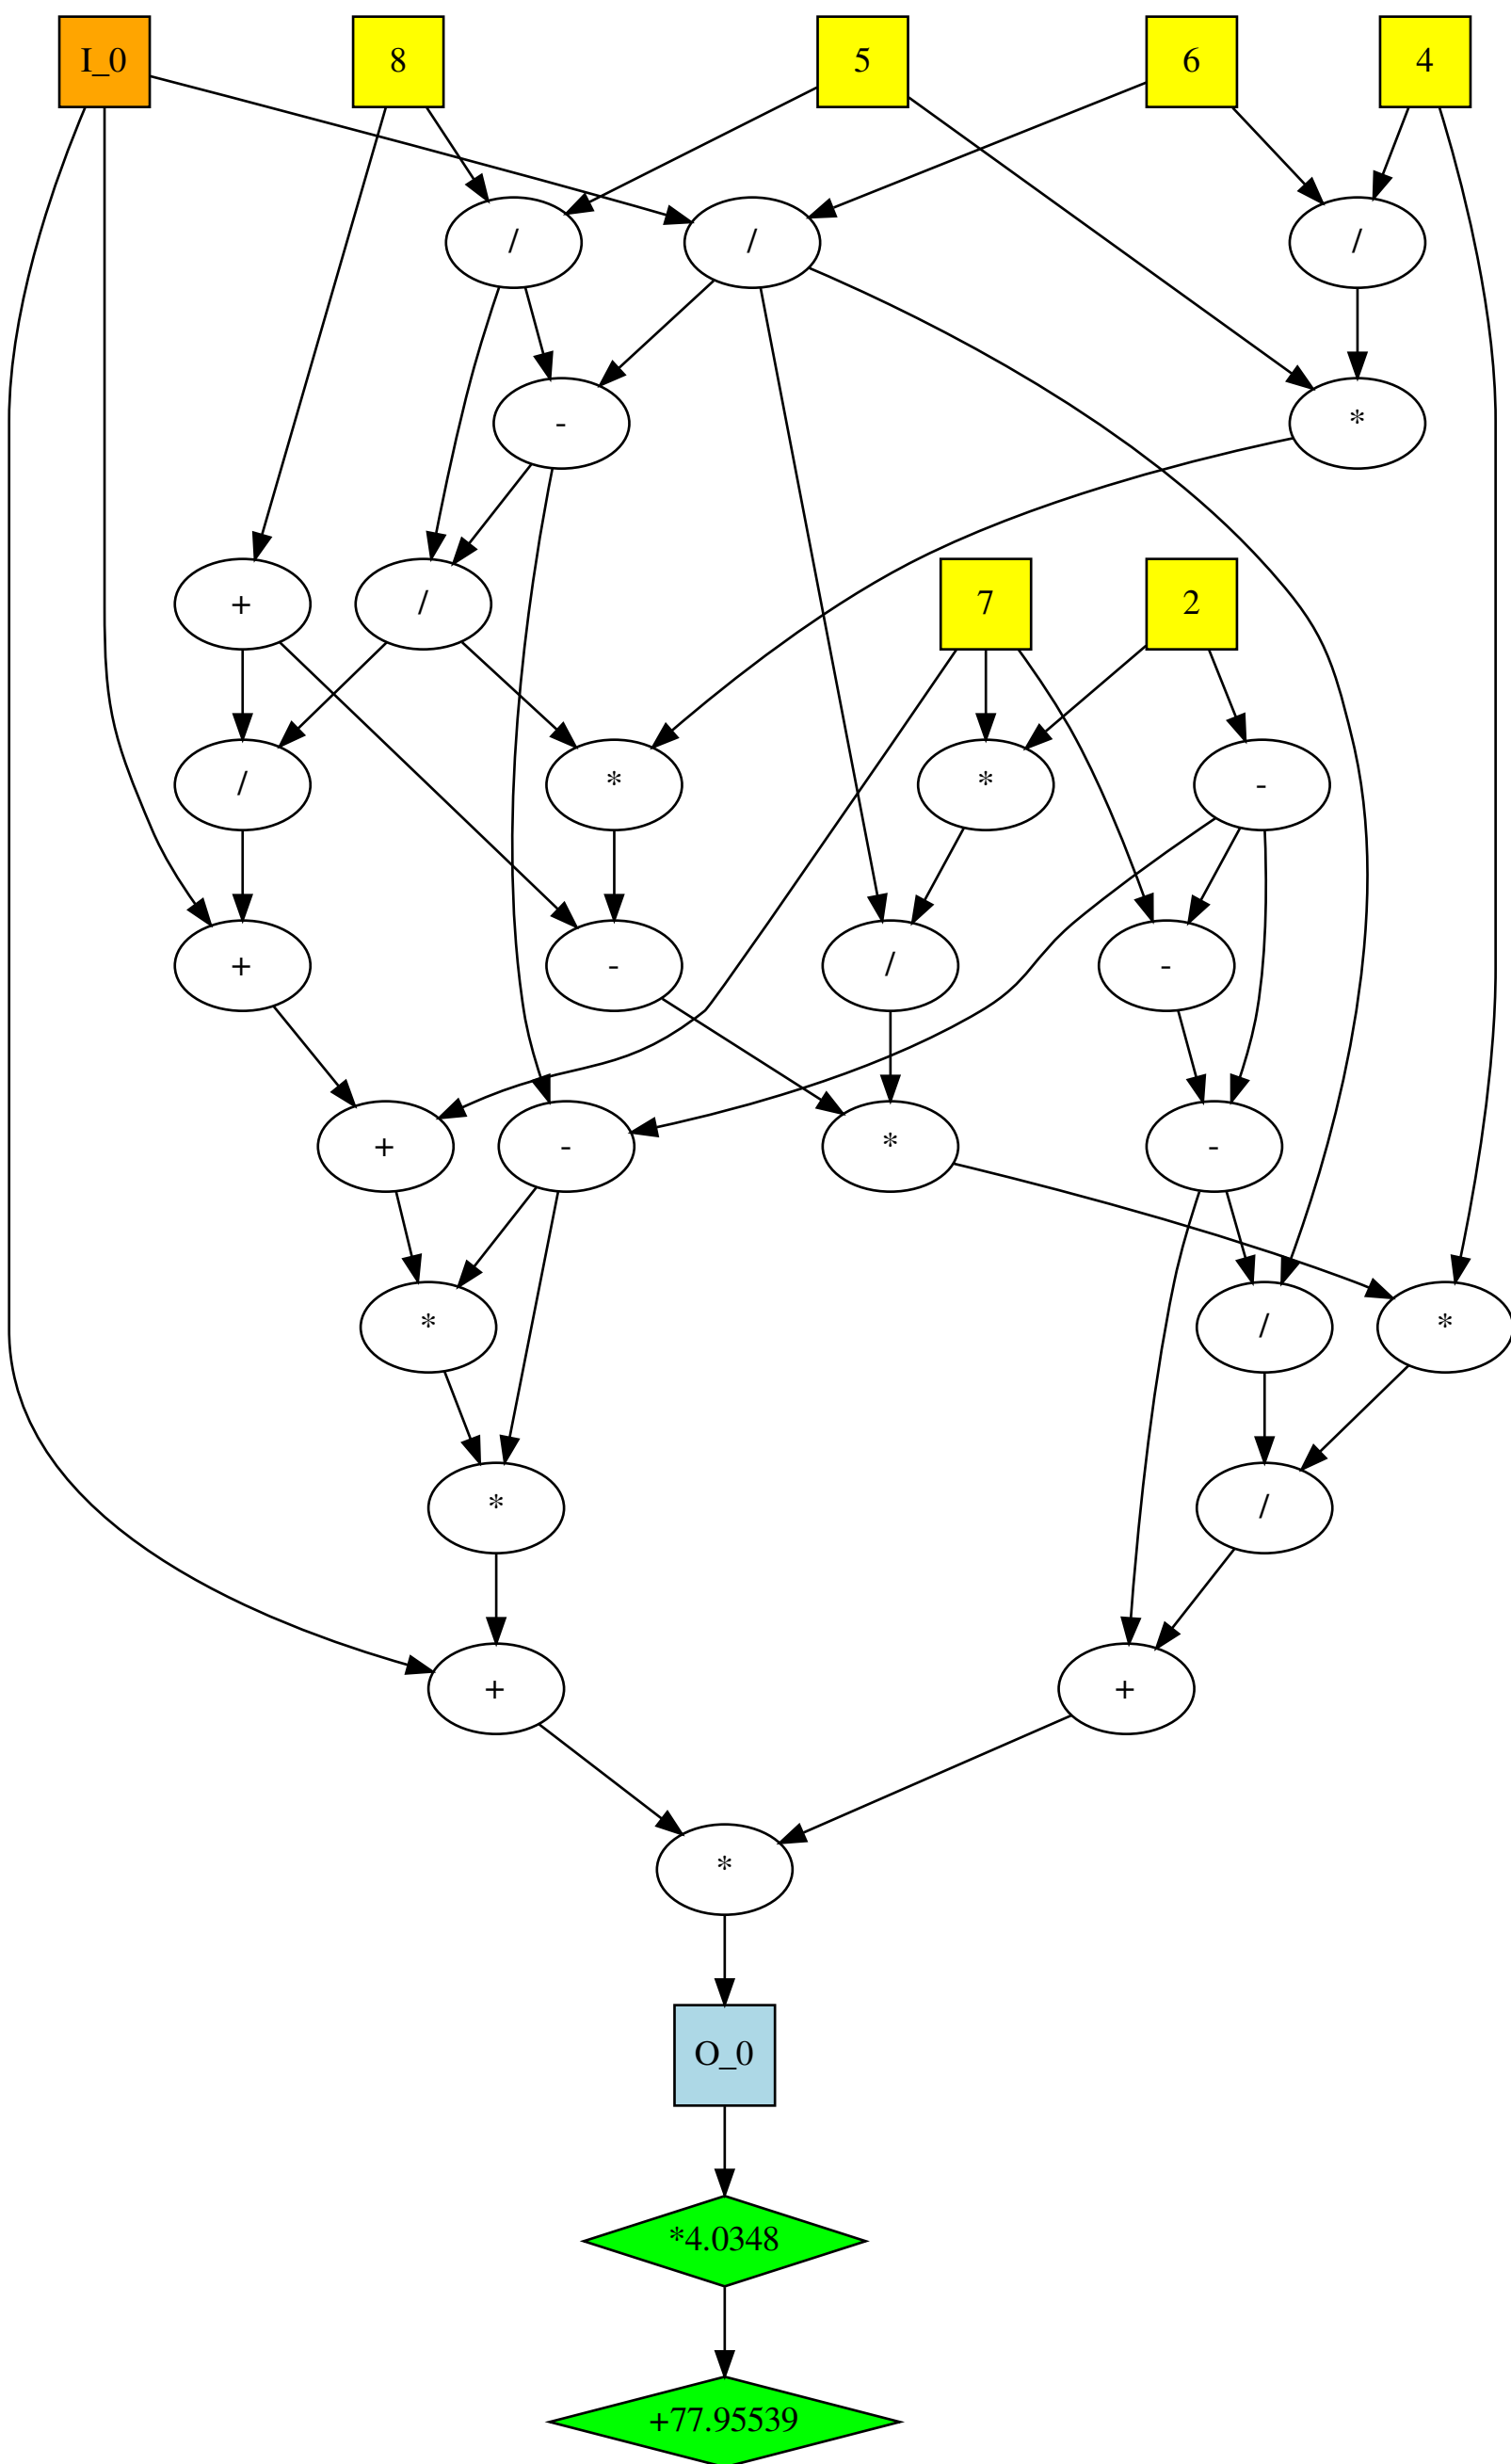 I_0 8 5 6 4
/ / /
- *
+ / 7 2
/ * * -
+ - / -
+ - * -
* / *
* /
+ +
*
O_0
*4.0348
+77.95539